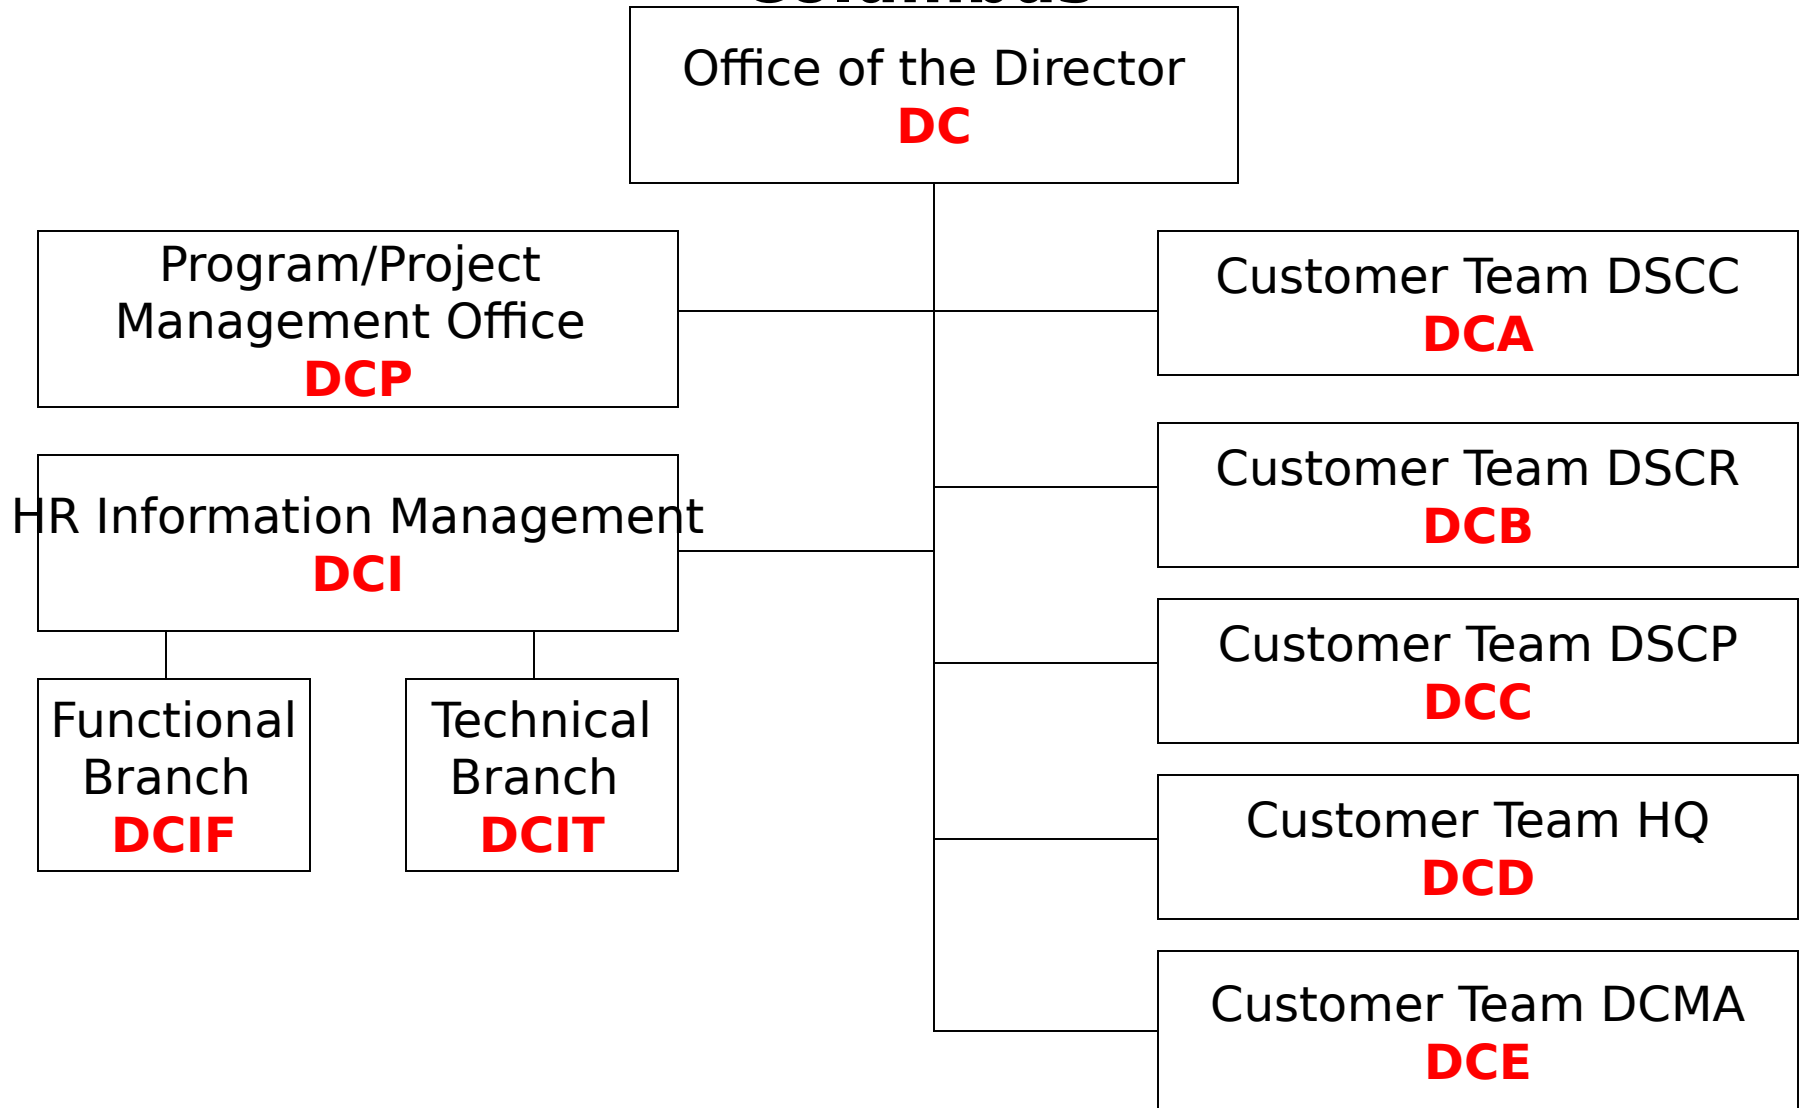 Office of the Director
DC
Program/Project
Management Office
DCP
HR Information Management
DCI
Functional
Branch
DCIF
Technical
Branch
DCIT
Customer Team DSCC
DCA
Customer Team DSCR
DCB
Customer Team DSCP
DCC
Customer Team HQ
DCD
Customer Team DCMA
DCE